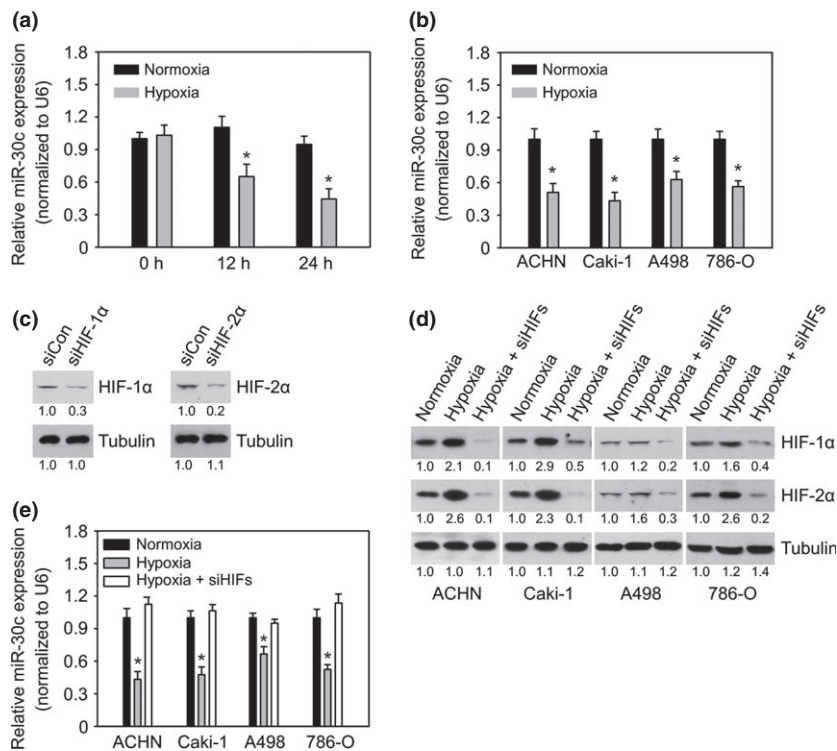 (a)
Relative miR-30c expression
(normalized to U6)
1.8
1.5
1.2
0.9
0.6
0.3
0
Normoxia
Hypoxia
*
*
0 h 12 h 24 h
(b)
Relative miR-30c expression
(normalized to U6)
1.8
1.5
1.2
0.9
0.6
0.3
0
Normoxia
Hypoxia
* * * *
ACHN Caki-1 A498 786-O
(c)
siCon siHIF-1α siCon siHIF-2α
HIF-1α HIF-2α
1.0 0.3 1.0 0.2
Tubulin Tubulin
1.0 1.0 1.0 1.1
(d)
Normoxia Hypoxia Hypoxia + siHIFs Normoxia Hypoxia Hypoxia + siHIFs Normoxia Hypoxia Hypoxia + siHIFs Normoxia Hypoxia Hypoxia + siHIFs
HIF-1α
1.0 2.1 0.1 1.0 2.9 0.5 1.0 1.2 0.2 1.0 1.6 0.4
HIF-2α
1.0 2.6 0.1 1.0 2.3 0.1 1.0 1.6 0.3 1.0 2.6 0.2
Tubulin
1.0 1.0 1.1 1.0 1.1 1.2 1.0 1.1 1.2 1.0 1.2 1.4
ACHN Caki-1 A498 786-O
(e)
Relative miR-30c expression
(normalized to U6)
1.8
1.5
1.2
0.9
0.6
0.3
0
Normoxia
Hypoxia
Hypoxia + siHIFs
* * * *
ACHN Caki-1 A498 786-O